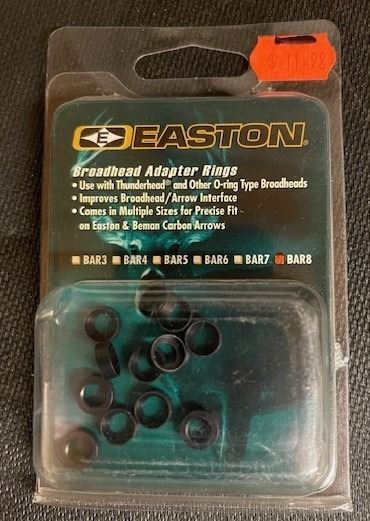 $ 11.98
E EASTON®
Broadhead Adapter Rings
• Use with Thunderhead® and Other O-ring Type Broadheads
• Improves Broadhead/Arrow Interface
• Comes in Multiple Sizes for Precise Fit
on Easton & Beman Carbon Arrows
BAR3 BAR4 BAR5 BAR6 BAR7 BAR8